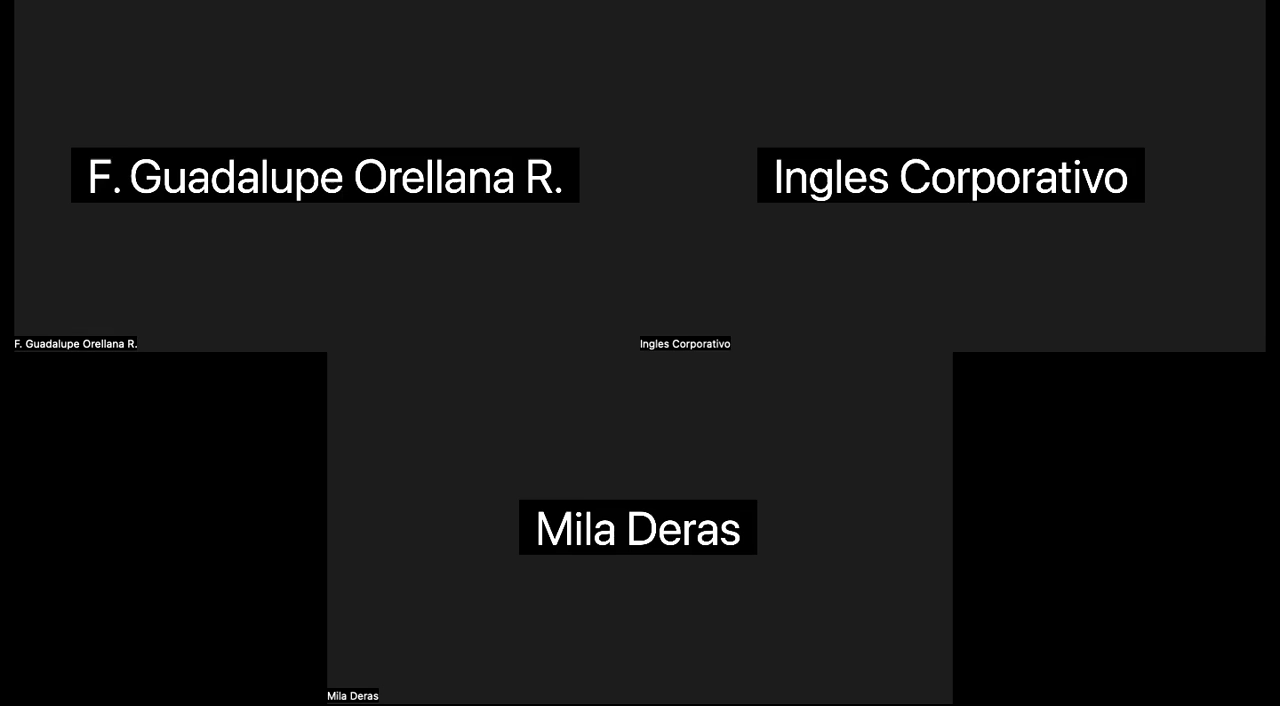 F. Guadalupe Orellana R.
Ingles Corporativo
F. Guadalupe Orellana R.
Ingles Corporativo
Mila Deras
Mila Deras